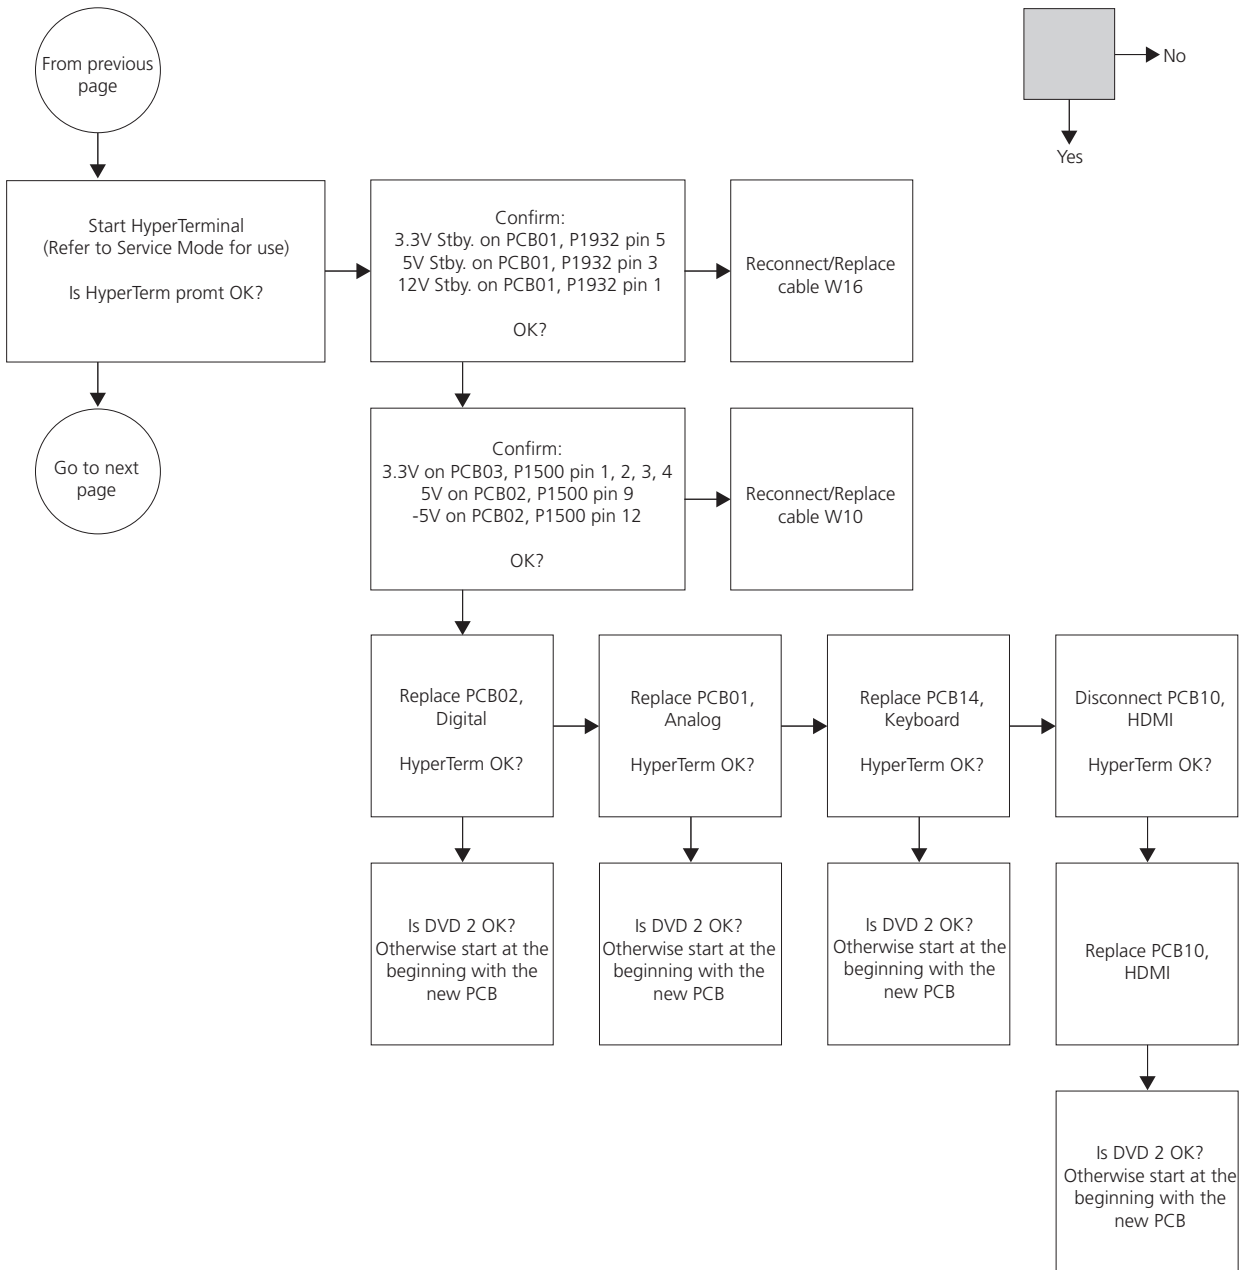 From previous
page
No
Yes
Start HyperTerminal
(Refer to Service Mode for use)
Is HyperTerm promt OK?
Confirm:
3.3V Stby. on PCB01, P1932 pin 5
5V Stby. on PCB01, P1932 pin 3
12V Stby. on PCB01, P1932 pin 1
OK?
Reconnect/Replace
cable W16
Go to next
page
Confirm:
3.3V on PCB03, P1500 pin 1, 2, 3, 4
5V on PCB02, P1500 pin 9
-5V on PCB02, P1500 pin 12
OK?
Reconnect/Replace
cable W10
Replace PCB02,
Digital
HyperTerm OK?
Replace PCB01,
Analog
HyperTerm OK?
Replace PCB14,
Keyboard
HyperTerm OK?
Disconnect PCB10,
HDMI
HyperTerm OK?
Is DVD 2 OK?
Otherwise start at the
beginning with the
new PCB
Is DVD 2 OK?
Otherwise start at the
beginning with the
new PCB
Is DVD 2 OK?
Otherwise start at the
beginning with the
new PCB
Replace PCB10,
HDMI
Is DVD 2 OK?
Otherwise start at the
beginning with the
new PCB